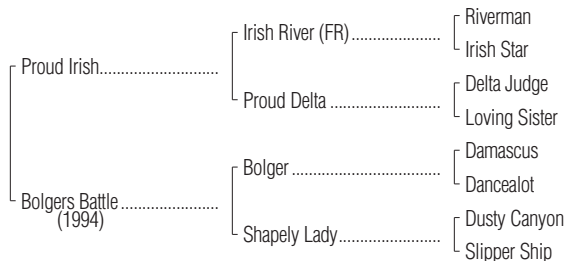 Riverman
Irish River (FR)....................
Irish Star
Proud Irish...........................
Delta Judge
Proud Delta .........................
Loving Sister
Damascus
Bolger ..................................
Dancealot
Bolgers Battle ......................
(1994)
Dusty Canyon
Shapely Lady.......................
Slipper Ship